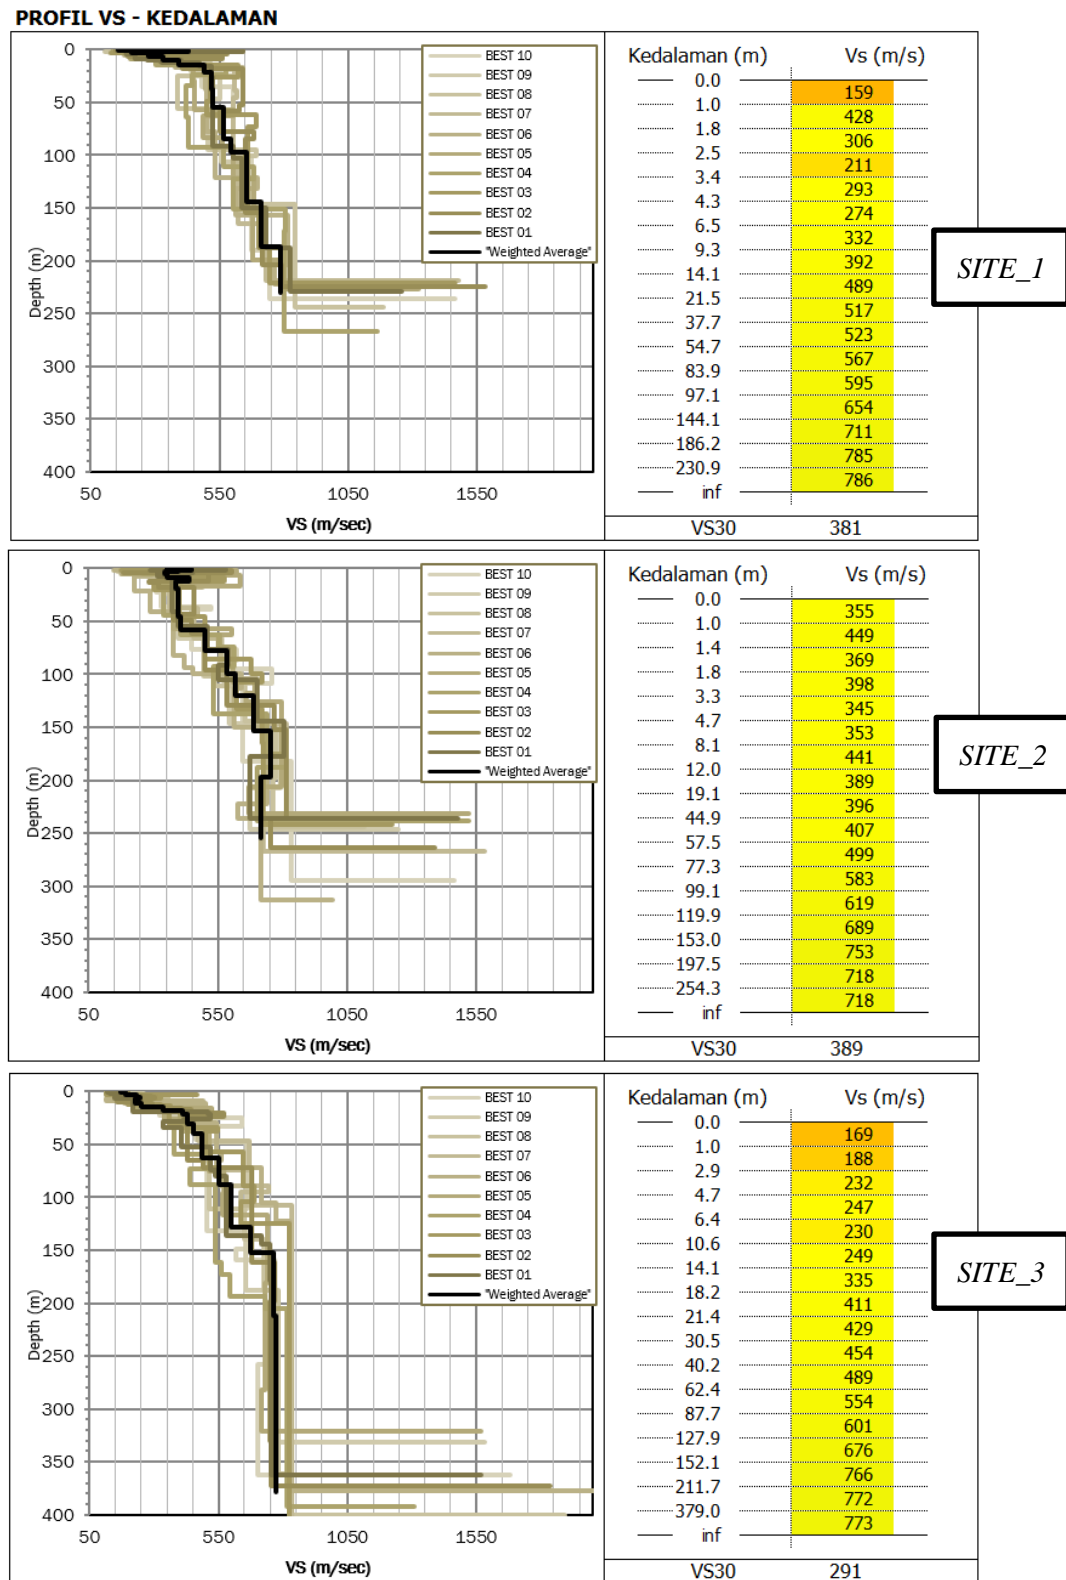 PROFIL VS - KEDALAMAN
0
50
100
150
200
250
300
350
400
Depth (m)
50 550 1050 1550
VS (m/sec)
BEST 10
BEST 09
BEST 08
BEST 07
BEST 06
BEST 05
BEST 04
BEST 03
BEST 02
BEST 01
"Weighted Average"
Kedalaman (m) Vs (m/s)
0.0
159
1.0
428
1.8
306
2.5
211
3.4
293
4.3
274
6.5
332
9.3
392
14.1
489
21.5
517
37.7
523
54.7
567
83.9
595
97.1
654
144.1
711
186.2
785
230.9
786
inf
VS30 381
SITE_1
0
50
100
150
200
250
300
350
400
Depth (m)
50 550 1050 1550
VS (m/sec)
BEST 10
BEST 09
BEST 08
BEST 07
BEST 06
BEST 05
BEST 04
BEST 03
BEST 02
BEST 01
"Weighted Average"
Kedalaman (m) Vs (m/s)
0.0
355
1.0
449
1.4
369
1.8
398
3.3
345
4.7
353
8.1
441
12.0
389
19.1
396
44.9
407
57.5
499
77.3
583
99.1
619
119.9
689
153.0
753
197.5
718
254.3
718
inf
VS30 389
SITE_2
0
50
100
150
200
250
300
350
400
Depth (m)
50 550 1050 1550
VS (m/sec)
BEST 10
BEST 09
BEST 08
BEST 07
BEST 06
BEST 05
BEST 04
BEST 03
BEST 02
BEST 01
"Weighted Average"
Kedalaman (m) Vs (m/s)
0.0
169
1.0
188
2.9
232
4.7
247
6.4
230
10.6
249
14.1
335
18.2
411
21.4
429
30.5
454
40.2
489
62.4
554
87.7
601
127.9
676
152.1
766
211.7
772
379.0
773
inf
VS30 291
SITE_3